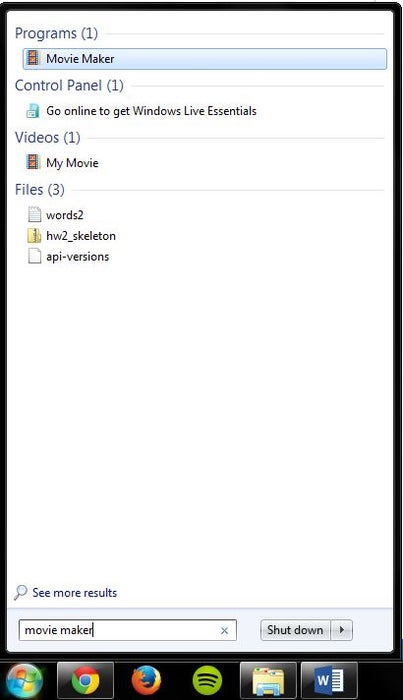 Programs (1)
Movie Maker
Control Panel (1)
Go online to get Windows Live Essentials
Videos (1)
My Movie
Files (3)
words2
hw2_skeleton
api-versions
See more results
movie maker
Shut down
W